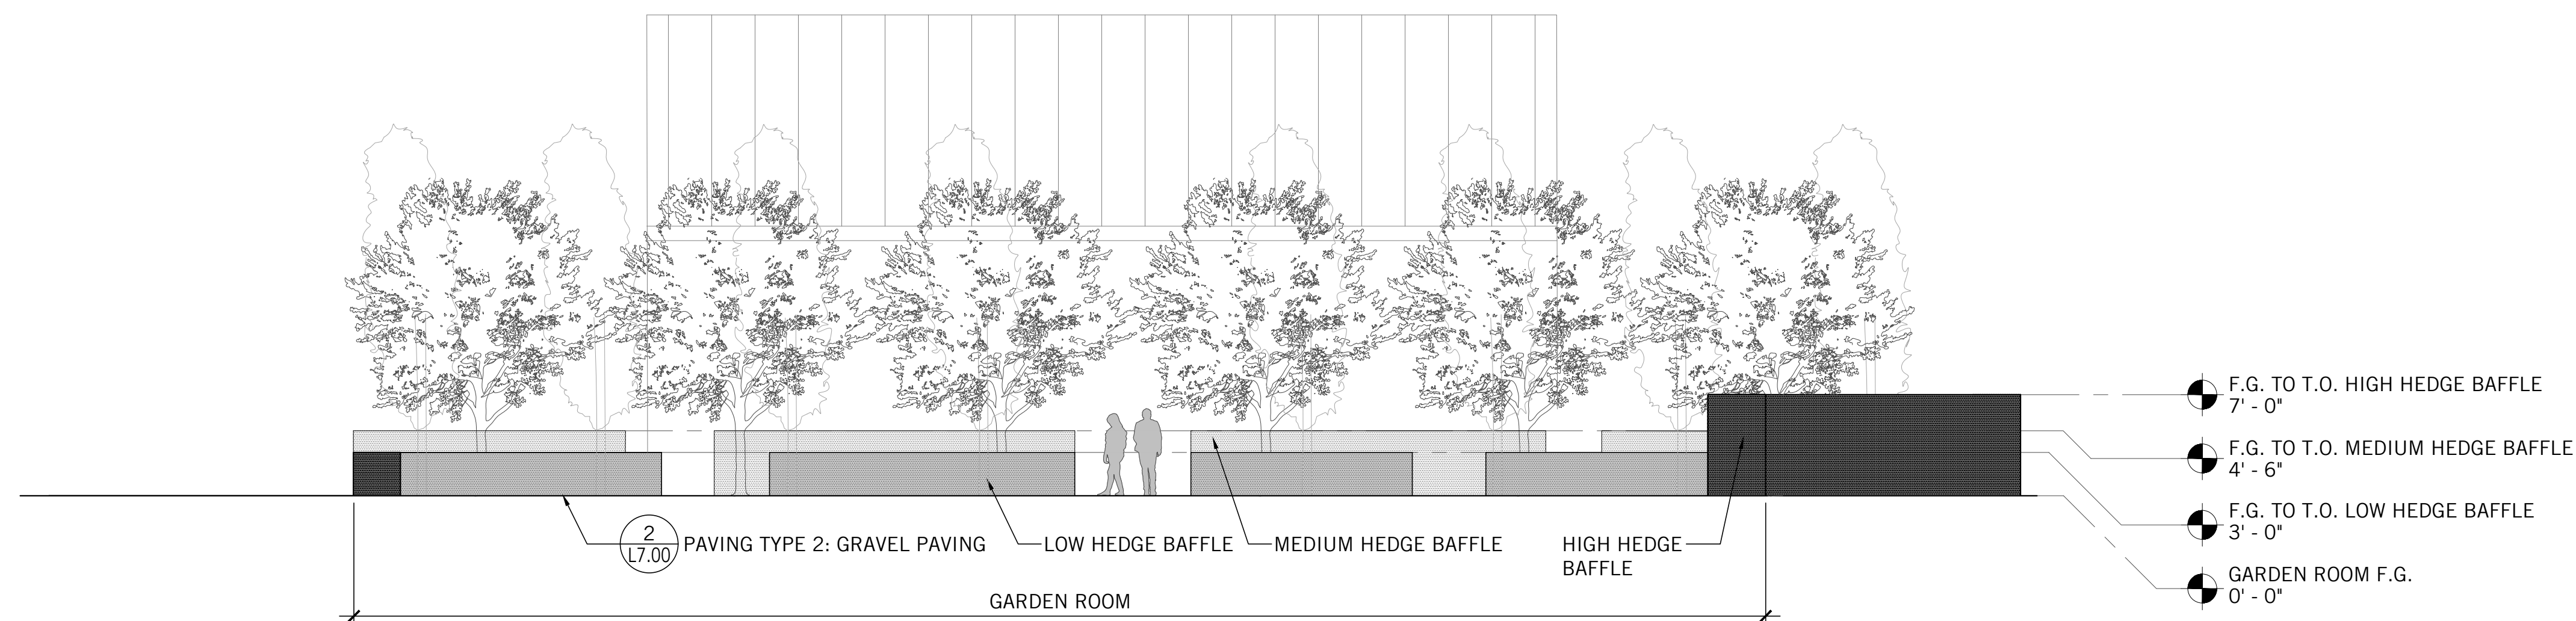 F.G. TO T.O. HIGH HEDGE BAFFLE
7' - 0"
F.G. TO T.O. MEDIUM HEDGE BAFFLE
4' - 6"
F.G. TO T.O. LOW HEDGE BAFFLE
3' - 0"
GARDEN ROOM F.G.
0' - 0"
2
L7.00
PAVING TYPE 2: GRAVEL PAVING
LOW HEDGE BAFFLE
MEDIUM HEDGE BAFFLE
HIGH HEDGE
BAFFLE
GARDEN ROOM